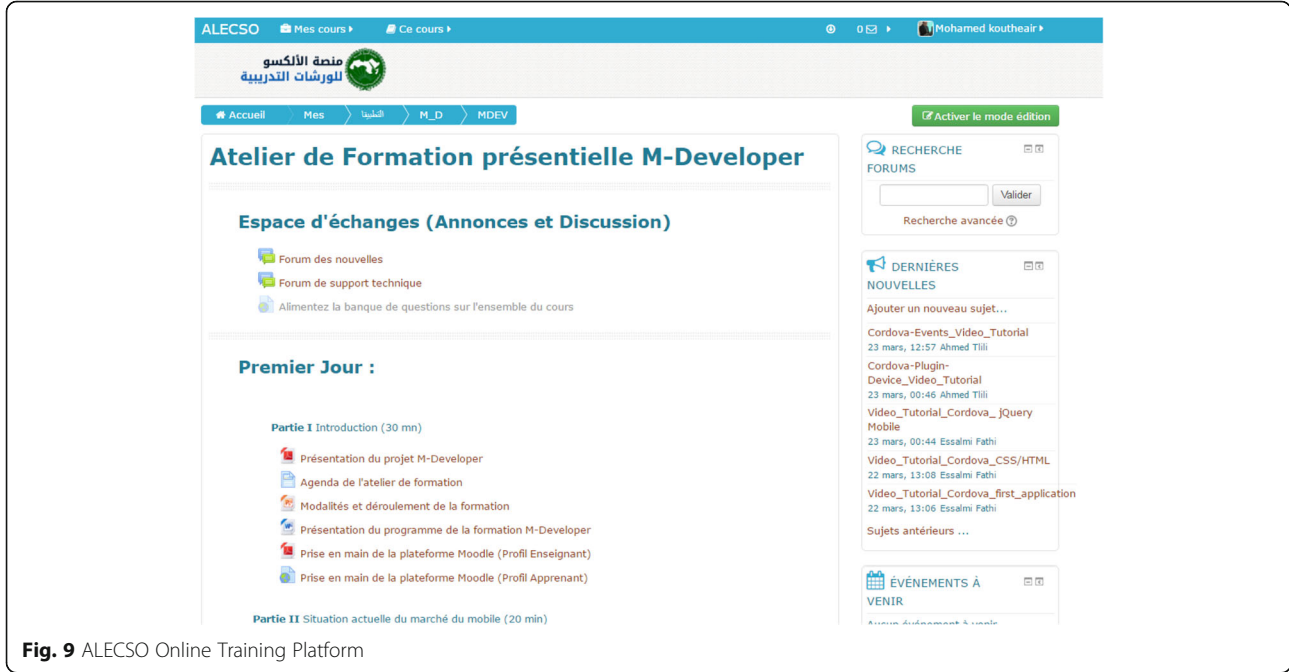 ALECSO Mes cours Ce cours 0 Mohamed koutheair
منصة الألكسو
للورشات التدريبية
Accueil Mes التطبيقا M_D MDEV Activer le mode édition
Atelier de Formation présentielle M-Developer
Espace d'échanges (Annonces et Discussion)
Forum des nouvelles
Forum de support technique
Alimentez la banque de questions sur l'ensemble du cours
Premier Jour :
Partie I Introduction (30 mn)
Présentation du projet M-Developer
Agenda de l'atelier de formation
Modalités et déroulement de la formation
Présentation du programme de la formation M-Developer
Prise en main de la plateforme Moodle (Profil Enseignant)
Prise en main de la plateforme Moodle (Profil Apprenant)
Partie II Situation actuelle du marché du mobile (20 min)
RECHERCHE
FORUMS
Valider
Recherche avancée
DERNIÈRES
NOUVELLES
Ajouter un nouveau sujet...
Cordova-Events_Video_Tutorial
23 mars, 12:57 Ahmed Tlili
Cordova-Plugin-
Device_Video_Tutorial
23 mars, 00:46 Ahmed Tlili
Video_Tutorial_Cordova_ jQuery
Mobile
23 mars, 00:44 Essalmi Fathi
Video_Tutorial_Cordova_CSS/HTML
22 mars, 13:08 Essalmi Fathi
Video_Tutorial_Cordova_first_application
22 mars, 13:06 Essalmi Fathi
Sujets antérieurs ...
ÉVÉNEMENTS À
VENIR
Aucun événement à venir
Fig. 9 ALECSO Online Training Platform